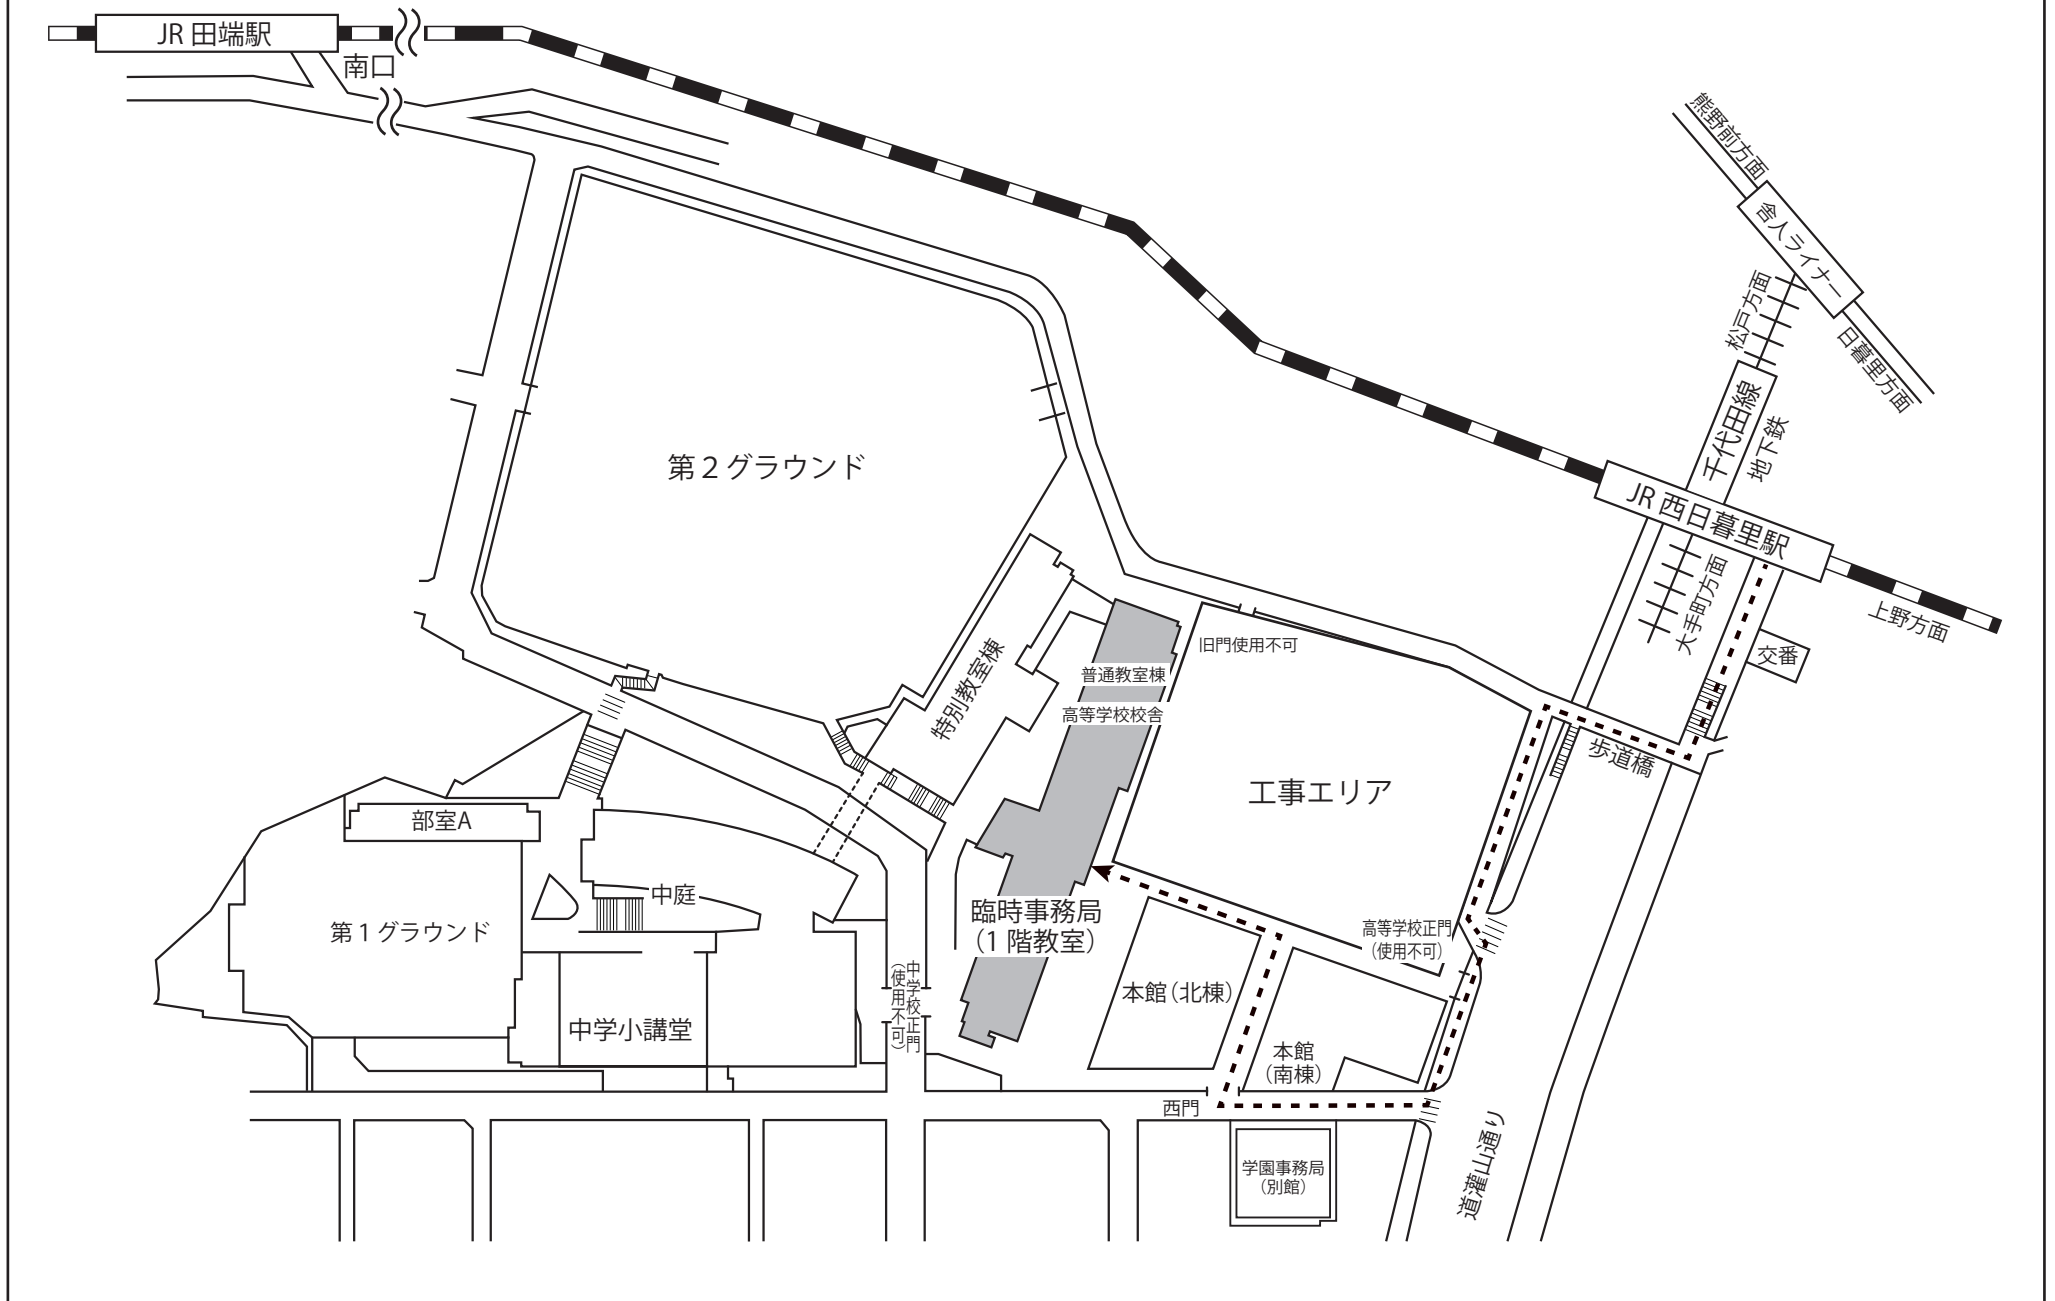 JR 田端駅
南口
熊野前方面
舎人ライナー
日暮里方面
松戸方面
千代田線
地下鉄
JR 西日暮里駅
大手町方面
上野方面
交番
歩道橋
第２グラウンド
特別教室棟
旧門使用不可
普通教室棟
高等学校校舎
工事エリア
部室A
中庭
第１グラウンド
臨時事務局
（1 階教室）
高等学校正門
（使用不可）
中学校正門
（使用不可）
本館（北棟）
中学小講堂
本館
（南棟）
西門
学園事務局
（別館）
道灌山通り